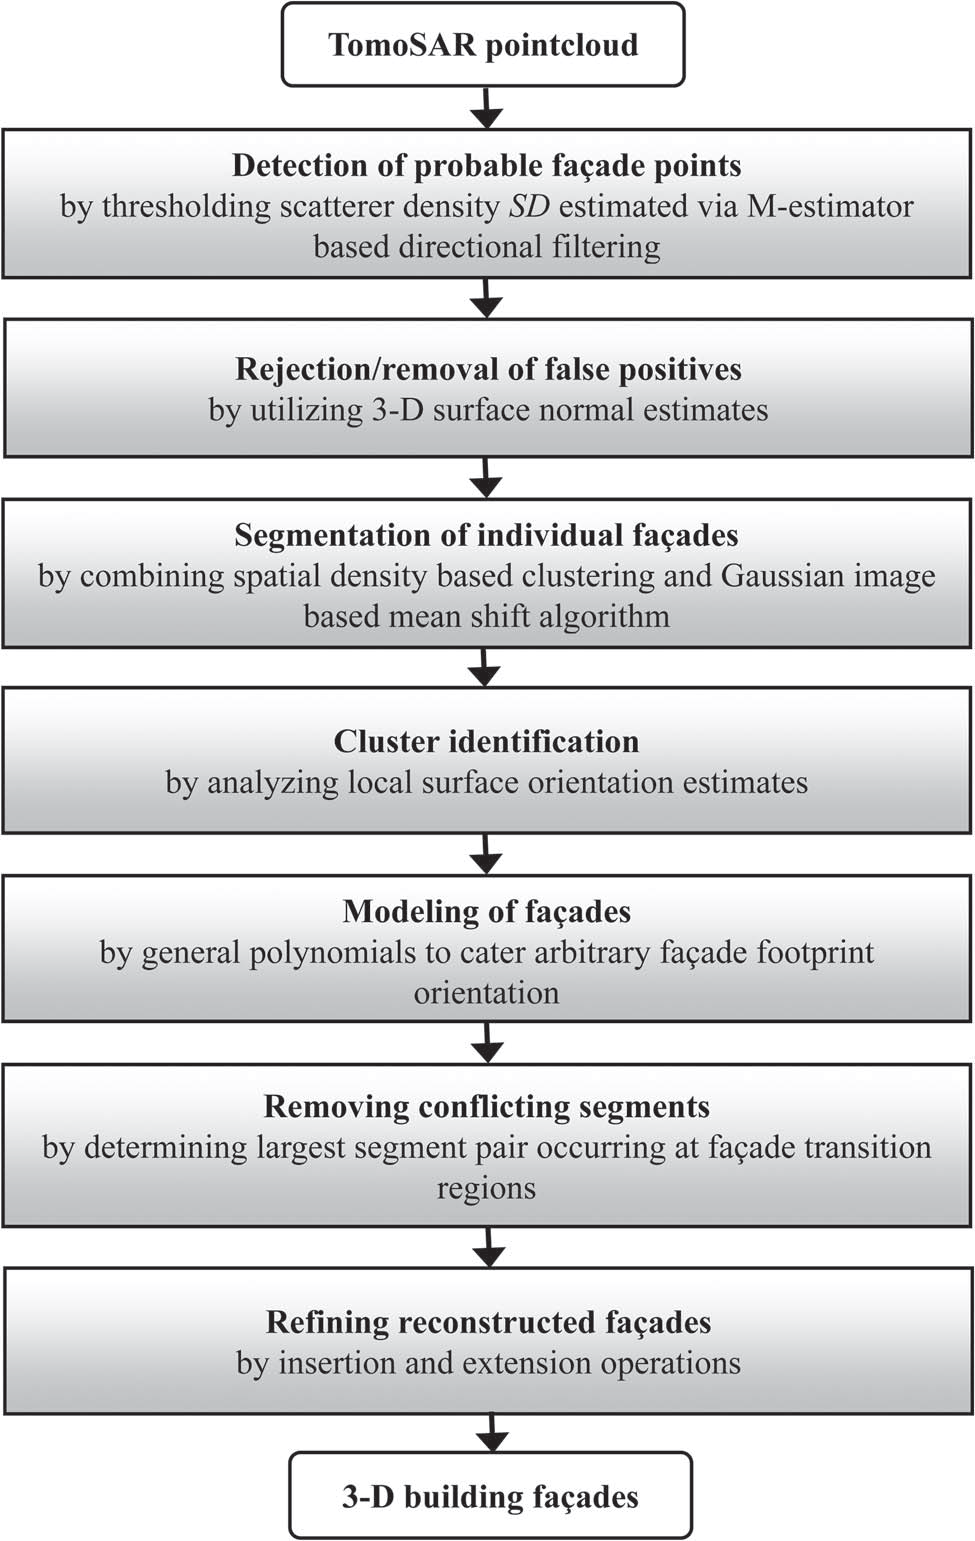 TomoSAR pointcloud
Detection of probable façade points
by thresholding scatterer density SD estimated via M-estimator
based directional filtering
Rejection/removal of false positives
by utilizing 3-D surface normal estimates
Segmentation of individual façades
by combining spatial density based clustering and Gaussian image
based mean shift algorithm
Cluster identification
by analyzing local surface orientation estimates
Modeling of façades
by general polynomials to cater arbitrary façade footprint
orientation
Removing conflicting segments
by determining largest segment pair occurring at façade transition
regions
Refining reconstructed façades
by insertion and extension operations
3-D building façades